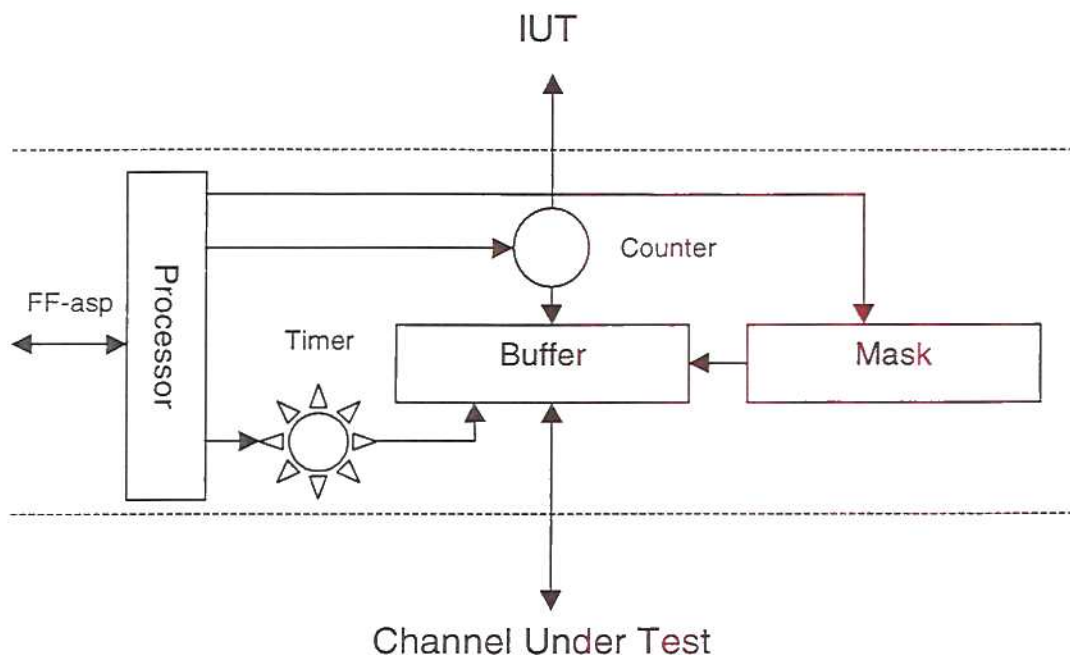 IUT
Counter
Processor
FF-asp
Timer
Buffer
Mask
Channel Under Test